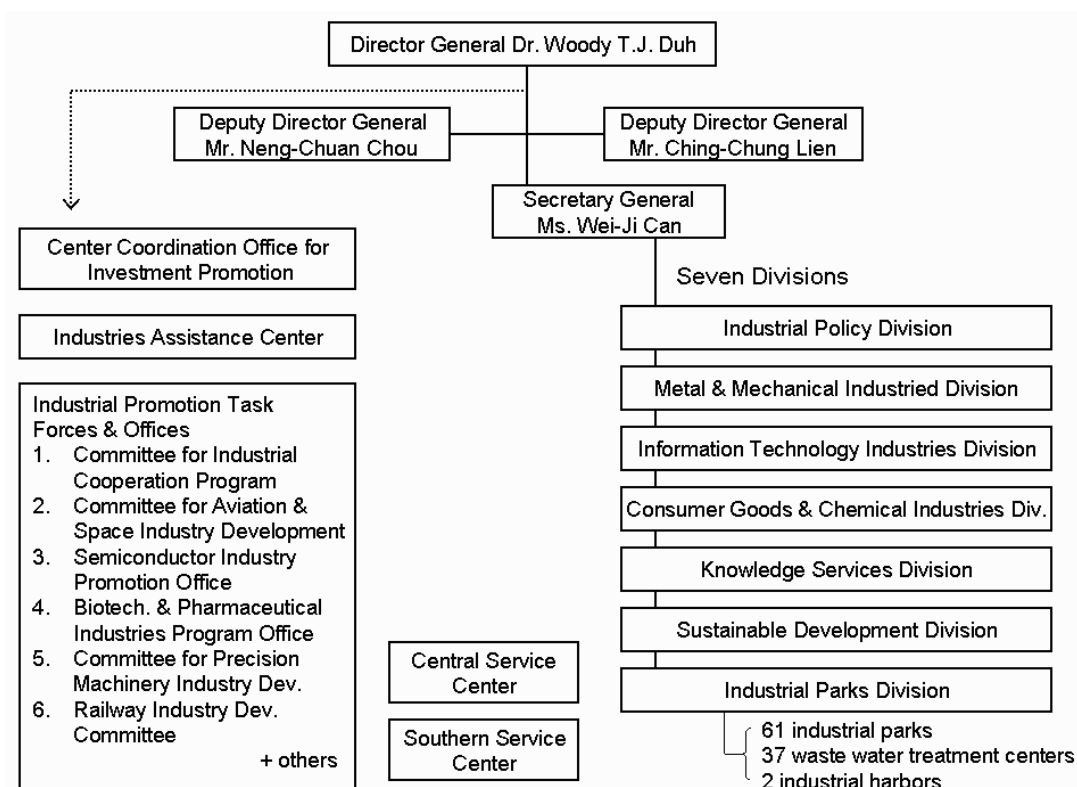 Director General Dr. Woody T.J. Duh
Deputy Director General
Mr. Neng-Chuan Chou
Deputy Director General
Mr. Ching-Chung Lien
Secretary General
Ms. Wei-Ji Can
Center Coordination Office for
Investment Promotion
Industries Assistance Center
Industrial Promotion Task
Forces & Offices
1. Committee for Industrial
Cooperation Program
2. Committee for Aviation &
Space Industry Development
3. Semiconductor Industry
Promotion Office
4. Biotech. & Pharmaceutical
Industries Program Office
5. Committee for Precision
Machinery Industry Dev.
6. Railway Industry Dev.
Committee
+ others
Central Service
Center
Southern Service
Center
Seven Divisions
Industrial Policy Division
Metal & Mechanical Industried Division
Information Technology Industries Division
Consumer Goods & Chemical Industries Div.
Knowledge Services Division
Sustainable Development Division
Industrial Parks Division
61 industrial parks
37 waste water treatment centers
2 industrial harbors